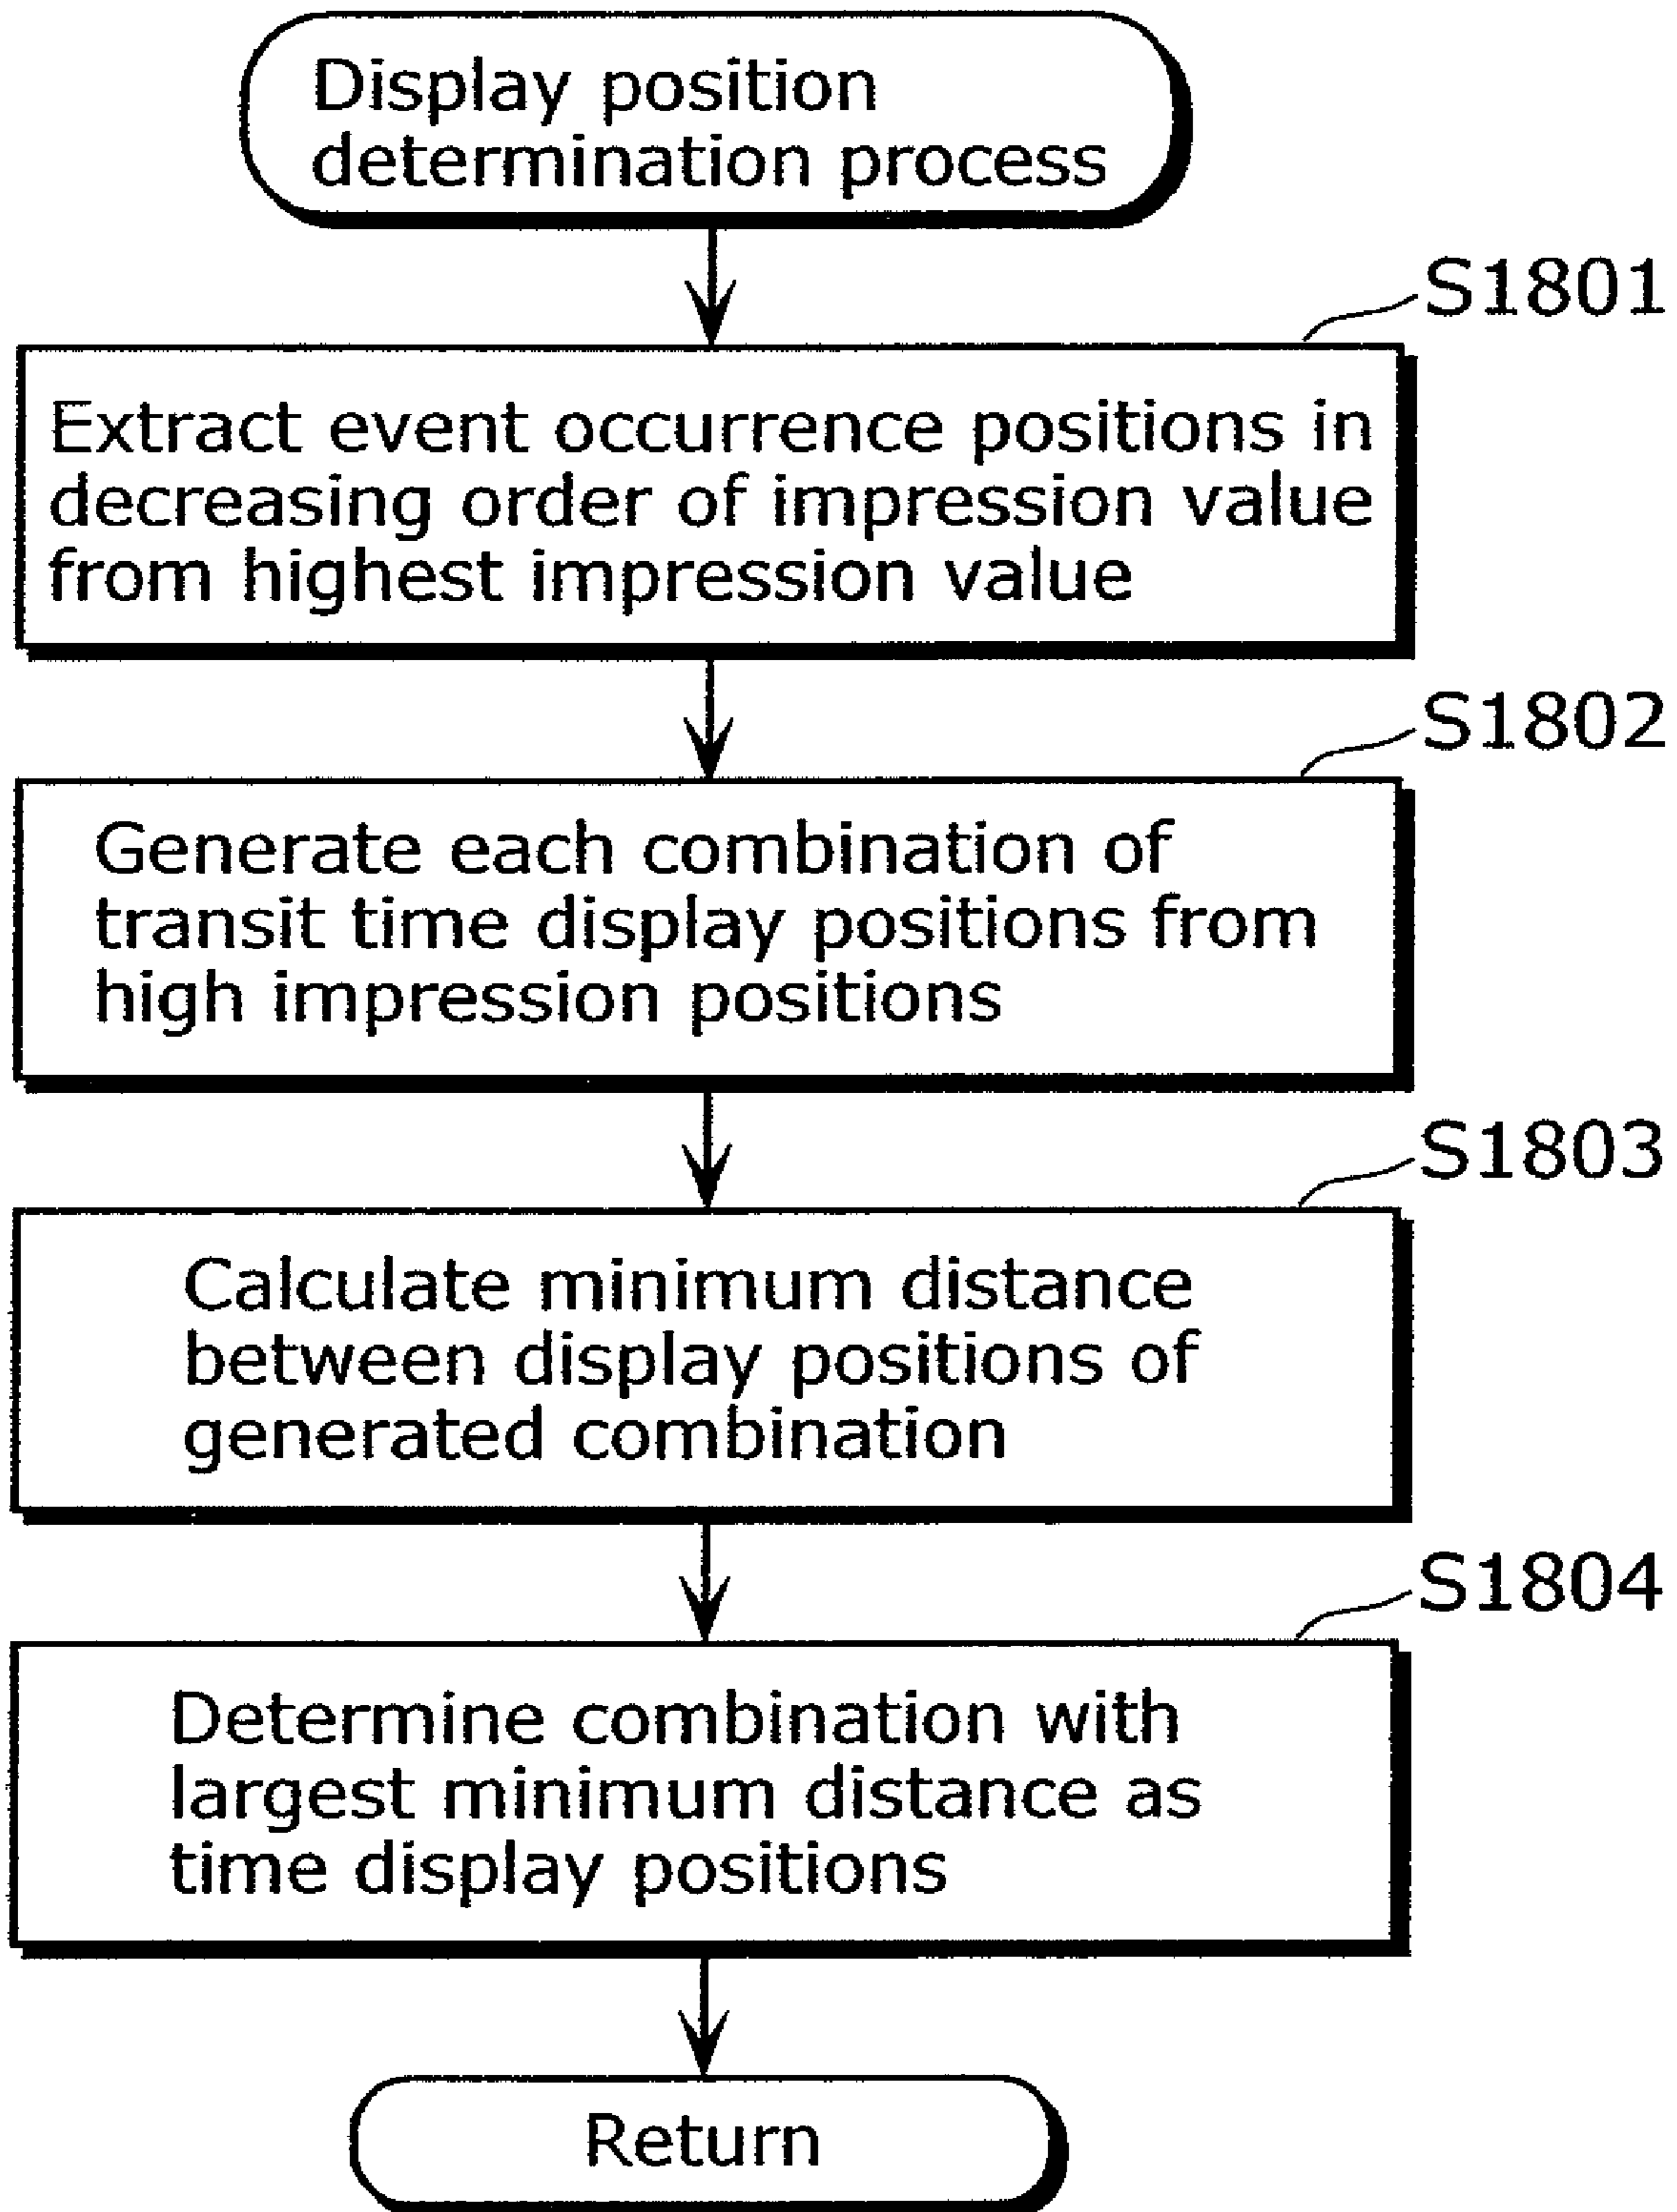 Display position
determination process
S1801
Extract event occurrence positions in
decreasing order of impression value
from highest impression value
S1802
Generate each combination of
transit time display positions from
high impression positions
S1803
Calculate minimum distance
between display positions of
generated combination
S1804
Determine combination with
largest minimum distance as
time display positions
Return